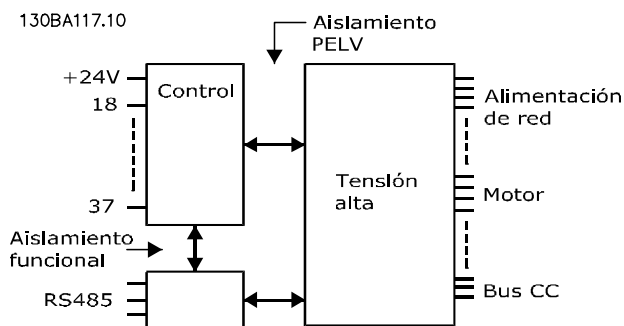 130BA117.10
Aislamiento
PELV
+24V
18
Control
Alimentación
de red
Tensión
alta
37
Motor
Aislamiento
funcional
RS485
Bus CC